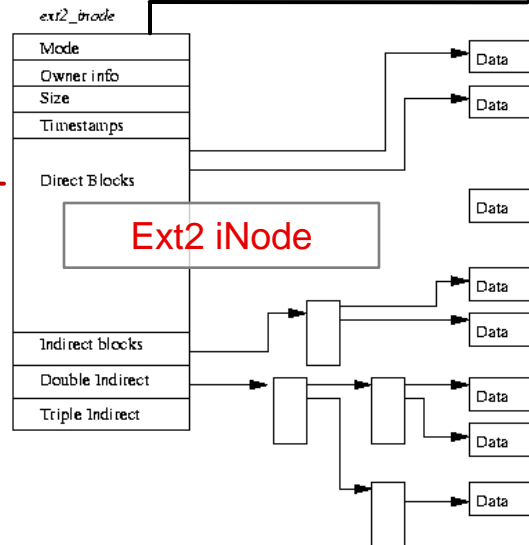 ext2_inode
Mode
Owner info
Size
Timestamps
Direct Blocks
Ext2 iNode
Indirect blocks
Double Indirect
Triple Indirect
Data
Data
Data
Data
Data
Data
Data
Data